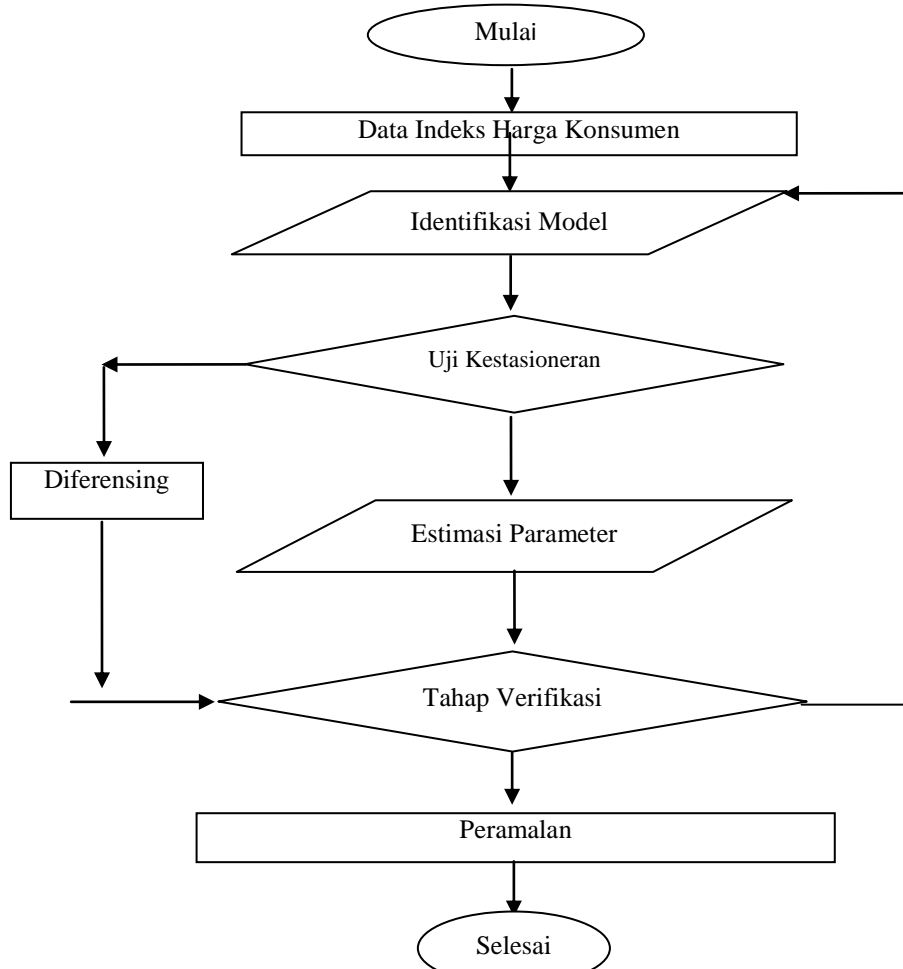 Mulai
Data Indeks Harga Konsumen
Identifikasi Model
Uji Kestasioneran
Diferensing
Estimasi Parameter
Tahap Verifikasi
Peramalan
Selesai